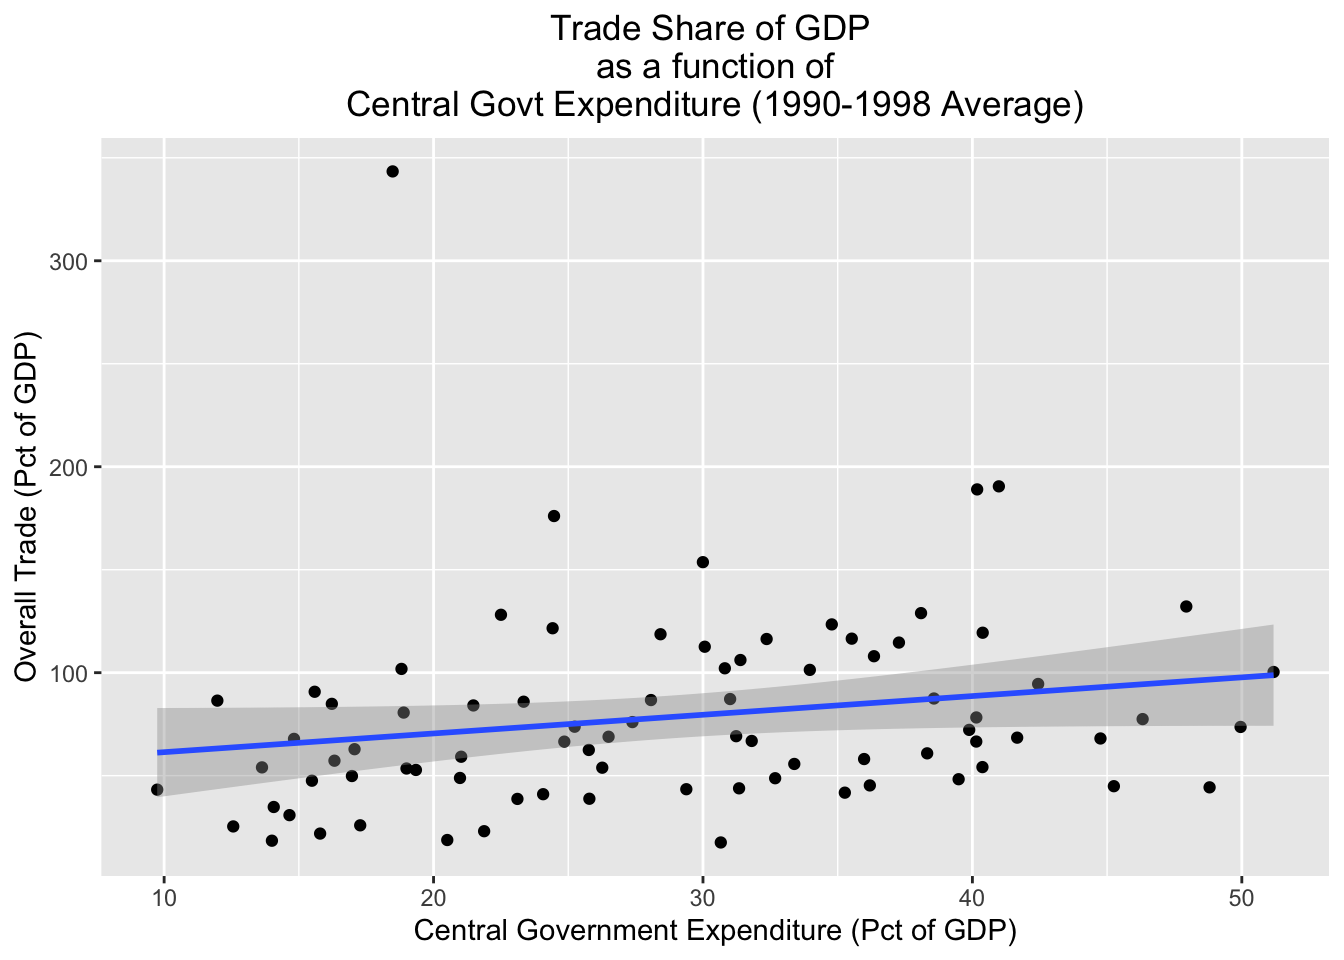 Trade Share of GDP
as a function of
Central Govt Expenditure (1990-1998 Average)
Overall Trade (Pct of GDP)
300
200
100
10 20 30 40 50
Central Government Expenditure (Pct of GDP)